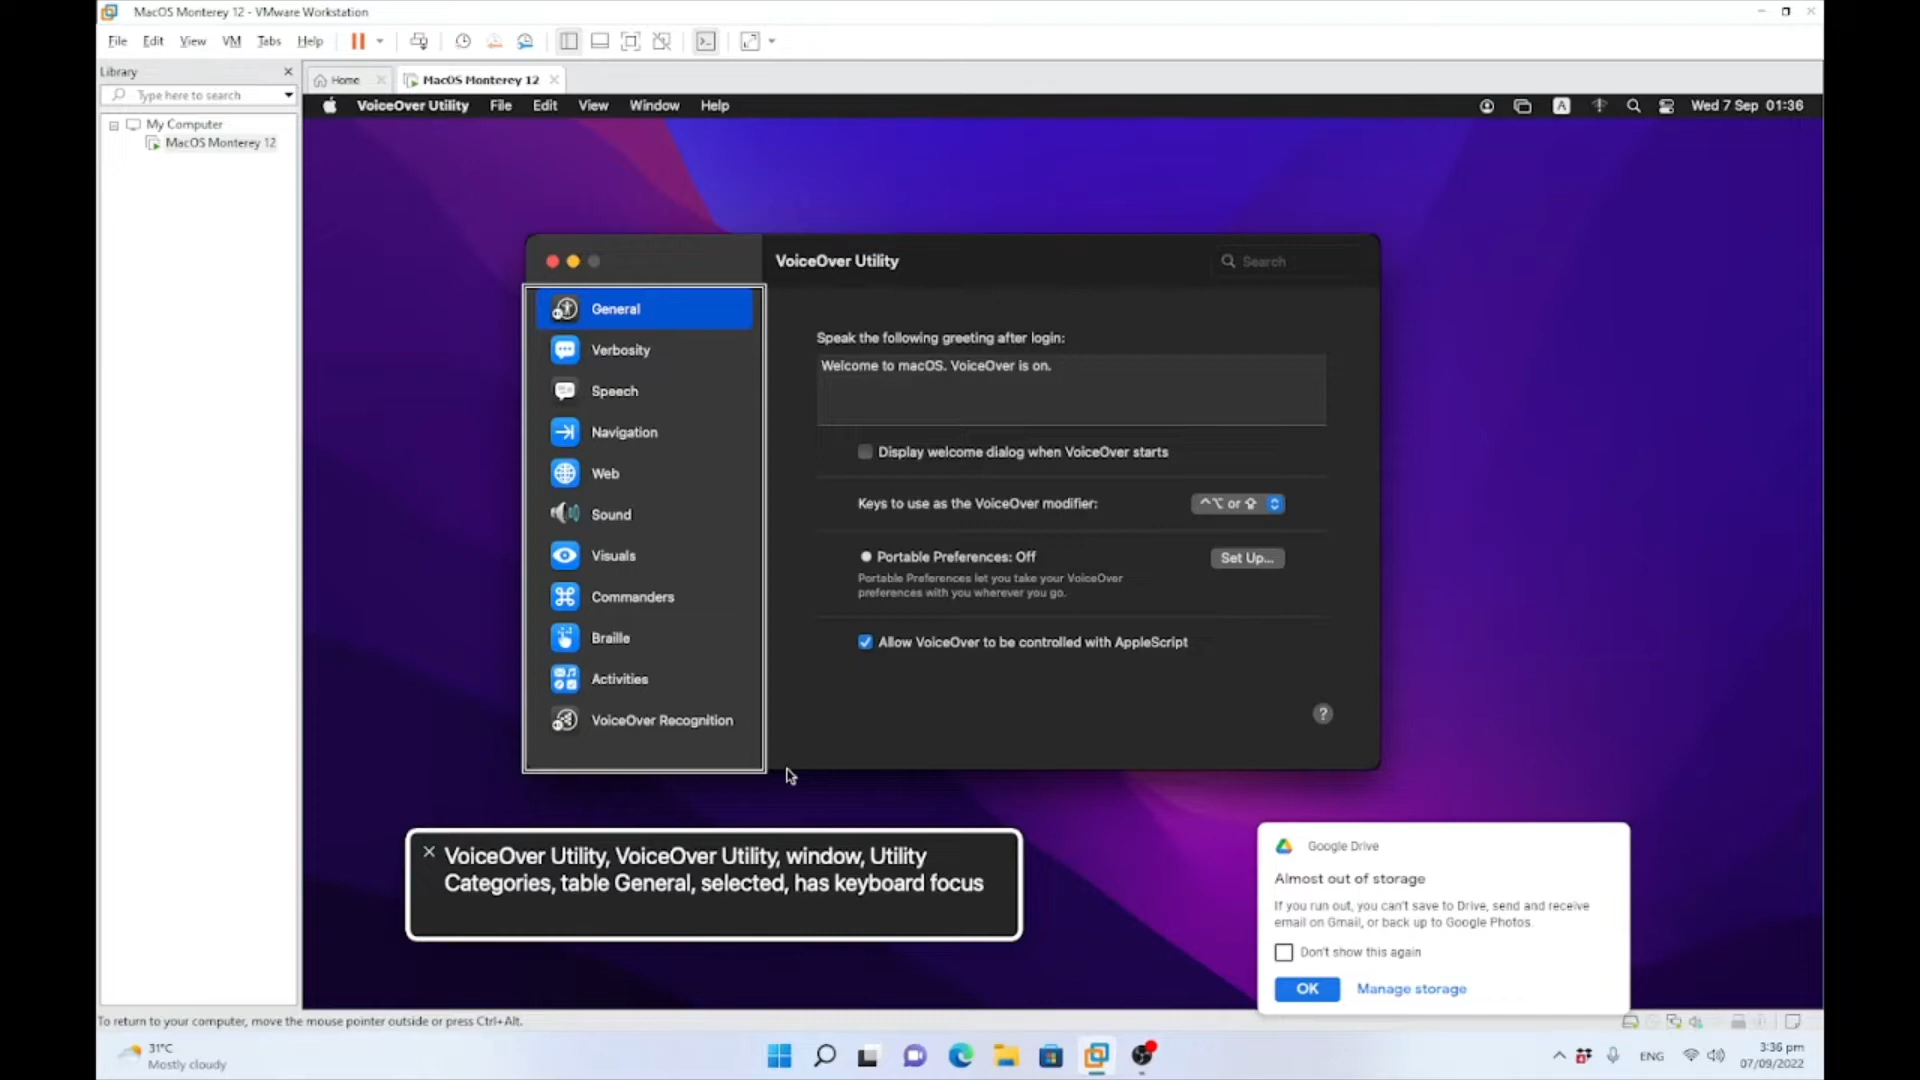 MacOS Monterey 12 - VMware Workstation
File Edit View VM Tabs Help
Library
Home
MacOS Monterey 12
Type here to search
My Computer
MacOS Monterey 12
VoiceOver Utility File Edit View Window Help
A
Wed 7 Sep 01:36
VoiceOver Utility
Search
General
Verbosity
Speech
Navigation
Web
Sound
Visuals
Commanders
Braille
Activities
VoiceOver Recognition
Speak the following greeting after login:
Welcome to macOS. VoiceOver is on.
Display welcome dialog when VoiceOver starts
Keys to use as the VoiceOver modifier:
^⌥ or ⇪
Portable Preferences: Off
Set Up...
Portable Preferences let you take your VoiceOver
preferences with you wherever you go.
Allow VoiceOver to be controlled with AppleScript
?
VoiceOver Utility, VoiceOver Utility, window, Utility
Categories, table General, selected, has keyboard focus
Google Drive
Almost out of storage
If you run out, you can't save to Drive, send and receive
email on Gmail, or back up to Google Photos.
Don't show this again
OK
Manage storage
To return to your computer, move the mouse pointer outside or press Ctrl+Alt.
31°C
Mostly cloudy
ENG
3:36 pm
07/09/2022